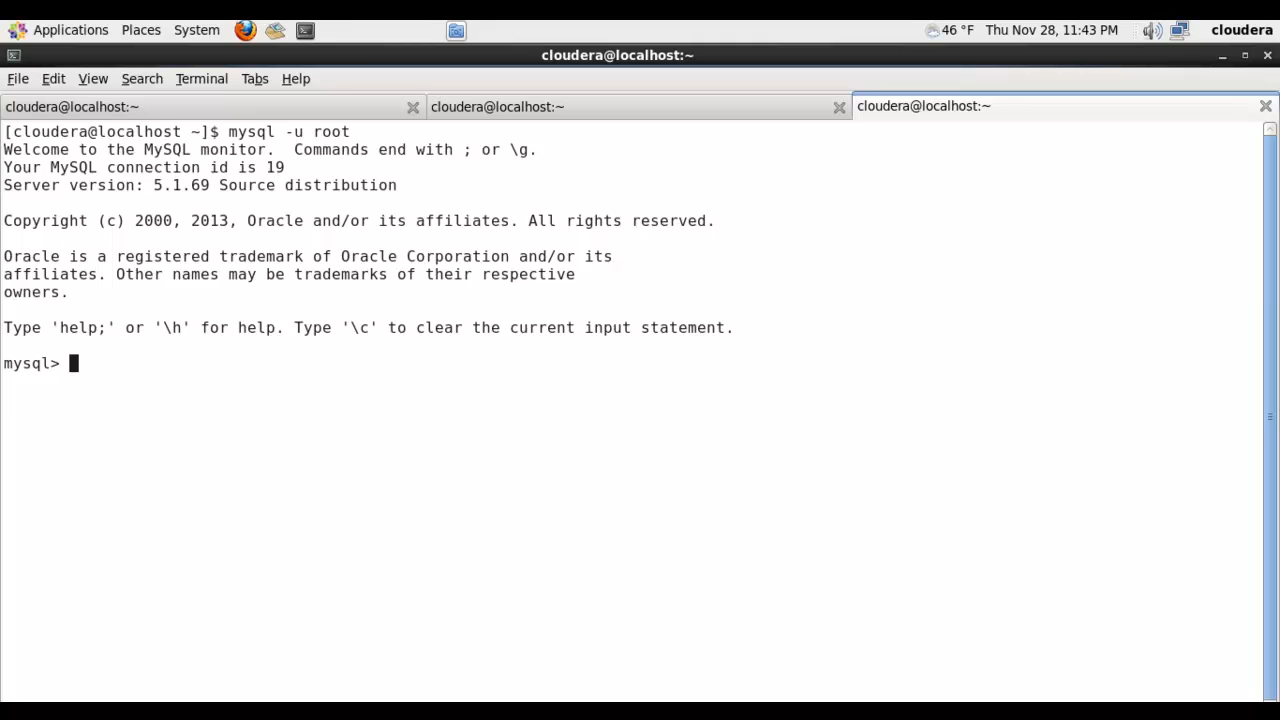 Applications Places System 46 °F Thu Nov 28, 11:43 PM cloudera
cloudera@localhost:~
File Edit View Search Terminal Tabs Help
cloudera@localhost:~ cloudera@localhost:~ cloudera@localhost:~
[cloudera@localhost ~]$ mysql -u root
Welcome to the MySQL monitor.  Commands end with ; or \g.
Your MySQL connection id is 19
Server version: 5.1.69 Source distribution
Copyright (c) 2000, 2013, Oracle and/or its affiliates. All rights reserved.
Oracle is a registered trademark of Oracle Corporation and/or its
affiliates. Other names may be trademarks of their respective
owners.
Type 'help;' or '\h' for help. Type '\c' to clear the current input statement.
mysql>